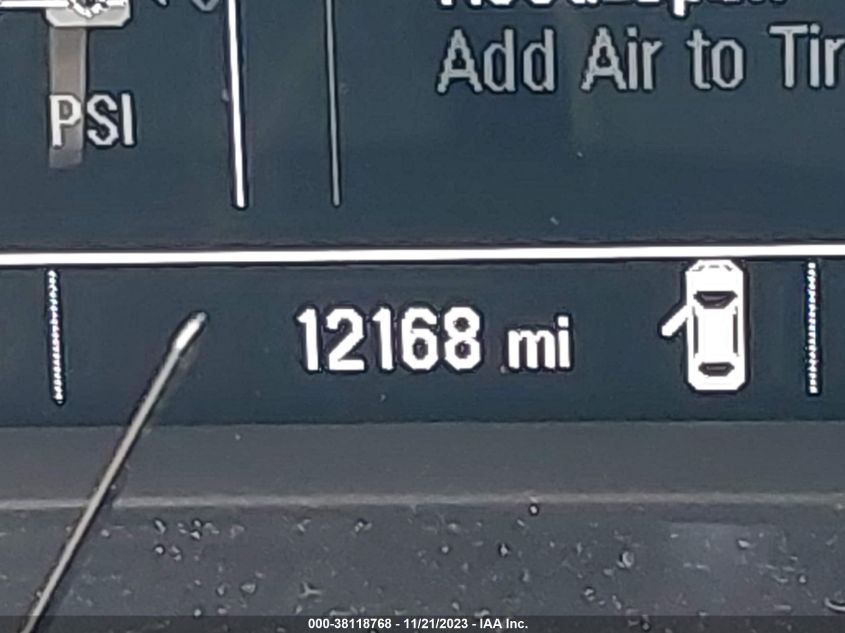 Add Air to Tir
PSI
12168 mi
000-38118768 - 11/21/2023 - IAA Inc.